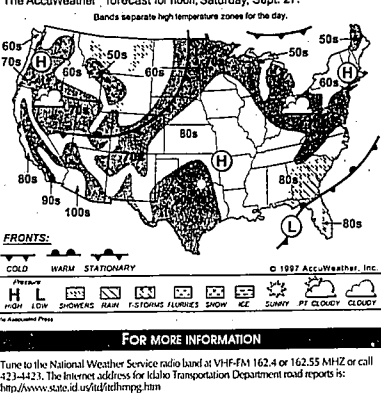 The AccuWeather forecast for noon, Saturday, Sept. 27.
Bands separate high temperature zones for the day.
50s
60s
70s
H
50s
60s
60s
50s
H
60s
70s
80s
H
80s
80s
90s
100s
L
80s
FRONTS:
COLD WARM STATIONARY
© 1997 AccuWeather, Inc.
Pressure
H L
HIGH LOW SHOWERS RAIN T-STORMS FLURRIES SNOW ICE SUNNY PT. CLOUDY CLOUDY
Associated Press
FOR MORE INFORMATION
Tune to the National Weather Service radio band at VHF-FM 162.4 or 162.55 MHZ or call
423-4423. The Internet address for Idaho Transportation Department road reports is:
http://www.state.id.us/itd/itdhmpg.htm